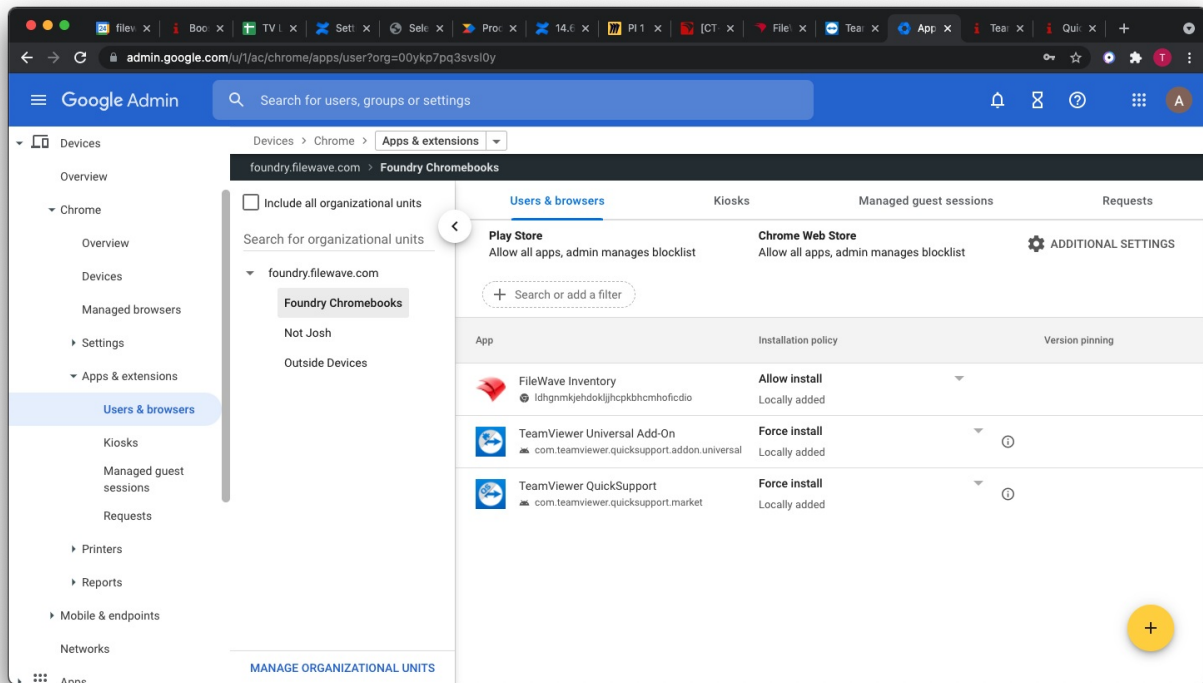 filew
Boo
TV L
Sett
Sele
Proc
14.6
PI 1
[CT-
File
Tear
App
Tear
Quic
admin.google.com/u/1/ac/chrome/apps/user?org=00ykp7pq3svsl0y
T
Google Admin
Search for users, groups or settings
A
Devices
Overview
Chrome
Overview
Devices
Managed browsers
Settings
Apps & extensions
Users & browsers
Kiosks
Managed guest
sessions
Requests
Printers
Reports
Mobile & endpoints
Networks
Apps
Devices > Chrome > Apps & extensions
foundry.filewave.com > Foundry Chromebooks
Include all organizational units
Search for organizational units
foundry.filewave.com
Foundry Chromebooks
Not Josh
Outside Devices
MANAGE ORGANIZATIONAL UNITS
Users & browsers Kiosks Managed guest sessions Requests
Play Store Chrome Web Store
Allow all apps, admin manages blocklist Allow all apps, admin manages blocklist
ADDITIONAL SETTINGS
Search or add a filter
App Installation policy Version pinning
FileWave Inventory Allow install
ldhgnmkjehdokljjhcpkbhcmhoficdio Locally added
TeamViewer Universal Add-On Force install
com.teamviewer.quicksupport.addon.universal Locally added
TeamViewer QuickSupport Force install
com.teamviewer.quicksupport.market Locally added